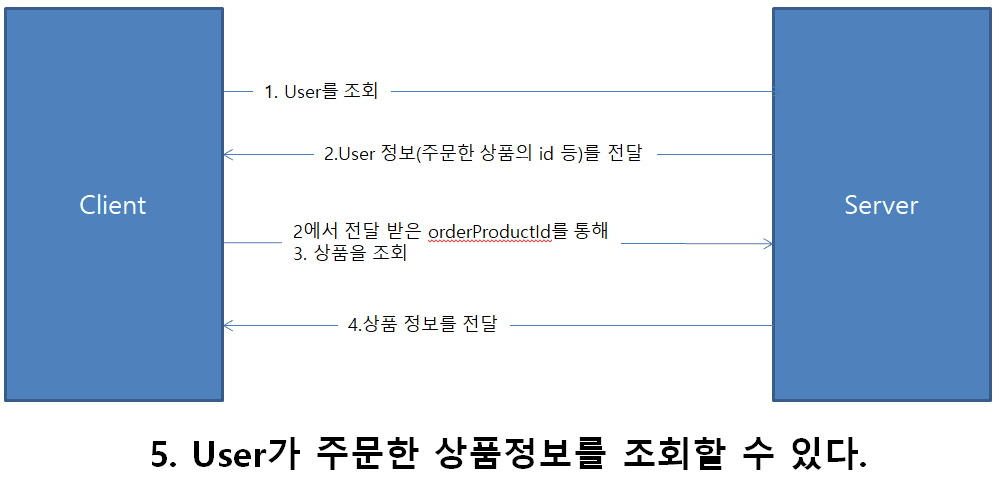 1. User를 조회
2.User 정보(주문한 상품의 id 등)를 전달
Client
Server
2에서 전달 받은 orderProductId를 통해
3. 상품을 조회
4.상품 정보를 전달
5. User가 주문한 상품정보를 조회할 수 있다.